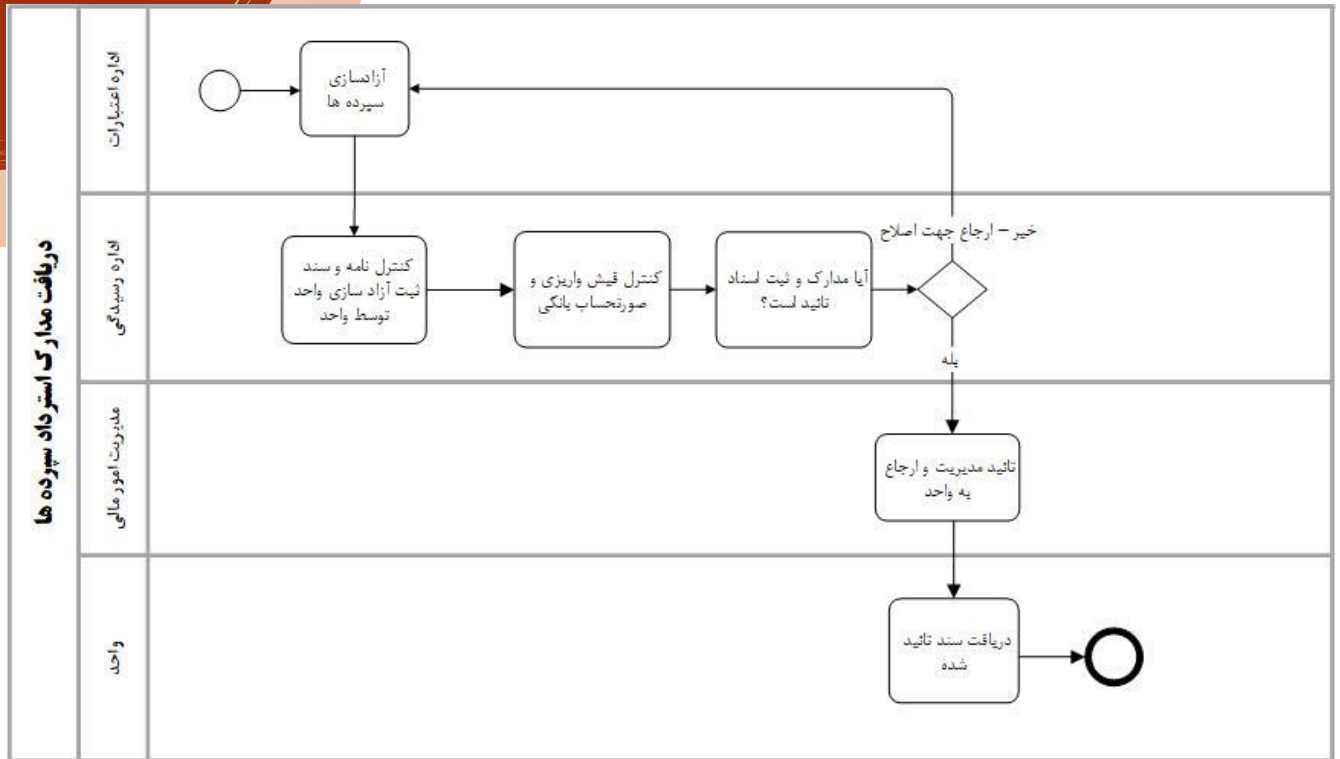 دریافت مدارک استرداد سپرده ها
اداره اعتبارات
آزادسازی
سپرده ها
اداره رسیدگی
کنترل نامه و سند
ثبت آزاد سازی واحد
توسط واحد
کنترل فیش واریزی و
صورتحساب بانکی
آیا مدارک و ثبت اسناد
تائید است؟
خیر – ارجاع جهت اصلاح
بله
مدیریت امور مالی
تائید مدیریت و ارجاع
به واحد
واحد
دریافت سند تائید
شده